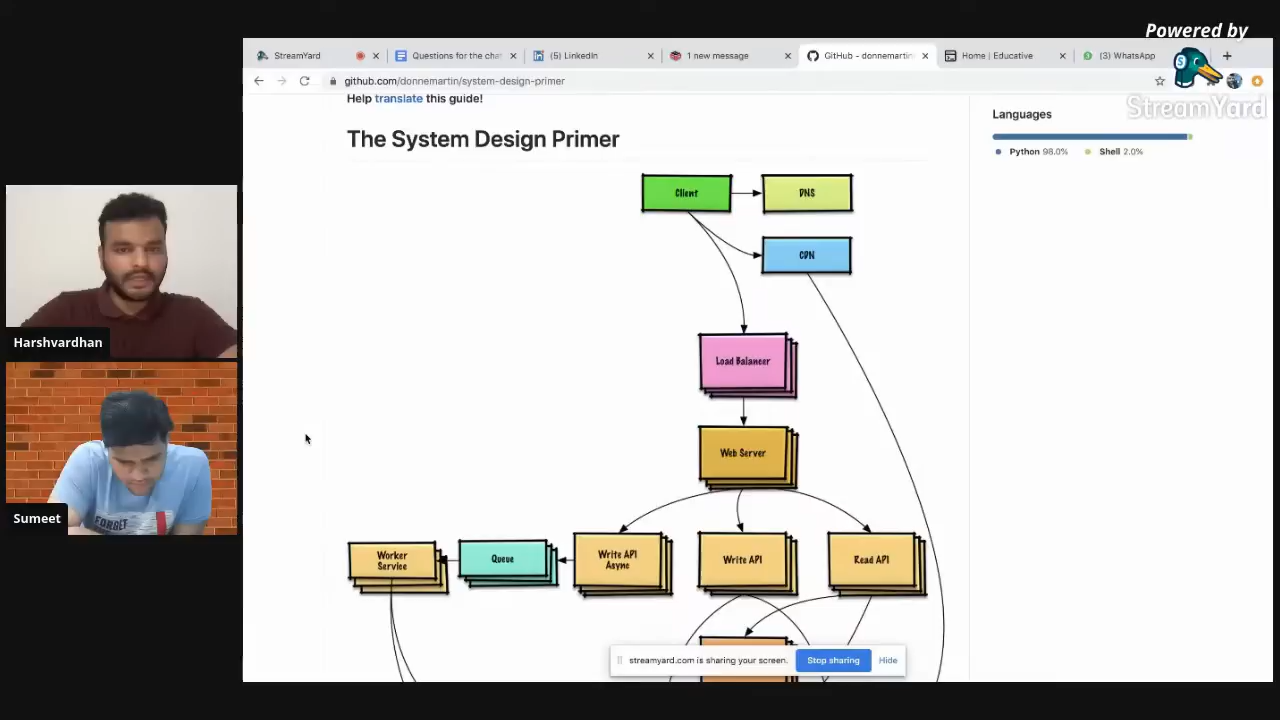 Powered by
StreamYard
StreamYard
Questions for the chat
(5) LinkedIn
1 new message
GitHub - donnemartin
Home | Educative
(3) WhatsApp
github.com/donnemartin/system-design-primer
Help translate this guide!
The System Design Primer
Languages
Python 98.0%
Shell 2.0%
Client
DNS
CDN
Load Balancer
Web Server
Worker
Service
Queue
Write API
Async
Write API
Read API
Harshvardhan
FORGET
Sumeet
streamyard.com is sharing your screen.
Stop sharing
Hide